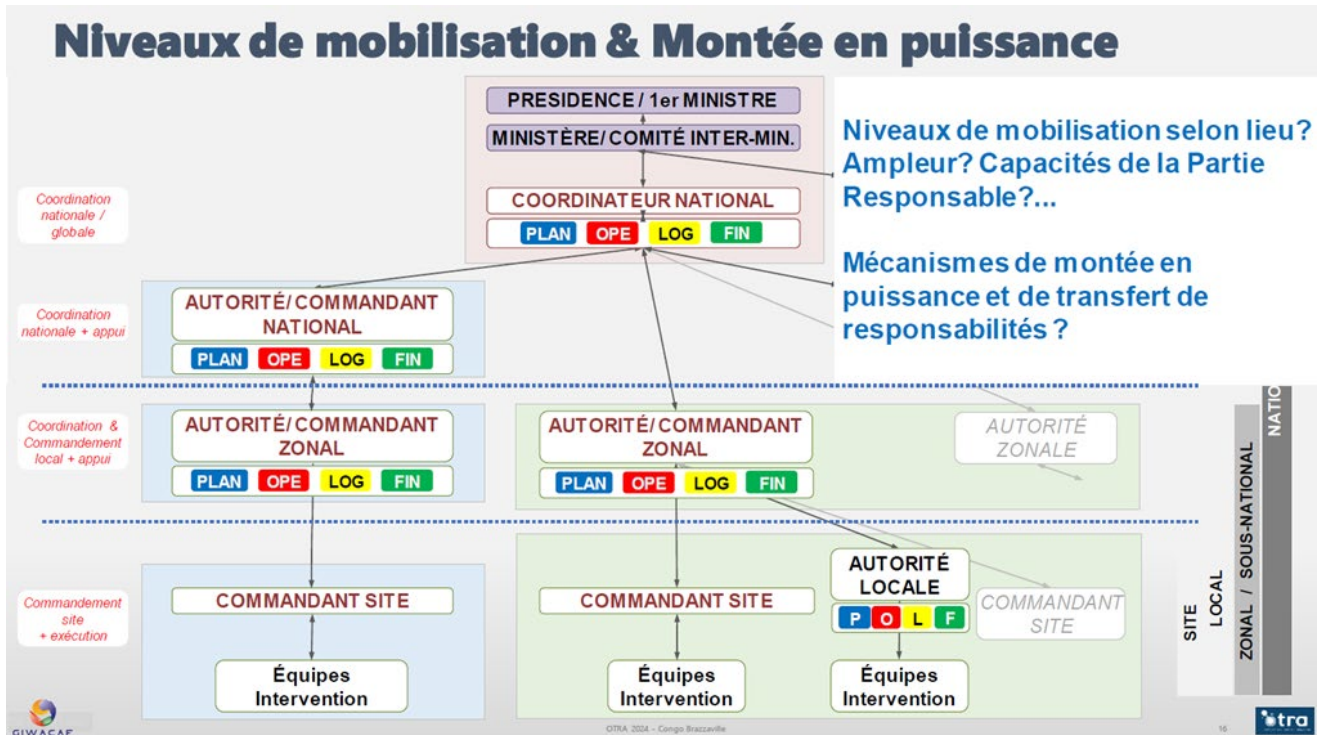 Niveaux de mobilisation & Montée en puissance
PRESIDENCE / 1er MINISTRE
MINISTÈRE/ COMITÉ INTER-MIN.
COORDINATEUR NATIONAL
PLAN OPE LOG FIN
Niveaux de mobilisation selon lieu?
Ampleur? Capacités de la Partie
Responsable?...
Mécanismes de montée en
puissance et de transfert de
responsabilités ?
Coordination
nationale /
globale
Coordination
nationale + appui
AUTORITÉ/ COMMANDANT
NATIONAL
PLAN OPE LOG FIN
Coordination &
Commandement
local + appui
AUTORITÉ/ COMMANDANT
ZONAL
PLAN OPE LOG FIN
AUTORITÉ/ COMMANDANT
ZONAL
PLAN OPE LOG FIN
AUTORITÉ
ZONALE
Commandement
site
+ exécution
COMMANDANT SITE
Équipes
Intervention
COMMANDANT SITE
Équipes
Intervention
AUTORITÉ
LOCALE
P O L F
Équipes
Intervention
COMMANDANT
SITE
SITE
LOCAL
ZONAL / SOUS-NATIONAL
NATIO
GIWACAF
OTRA 2024 – Congo Brazzaville
16
otra